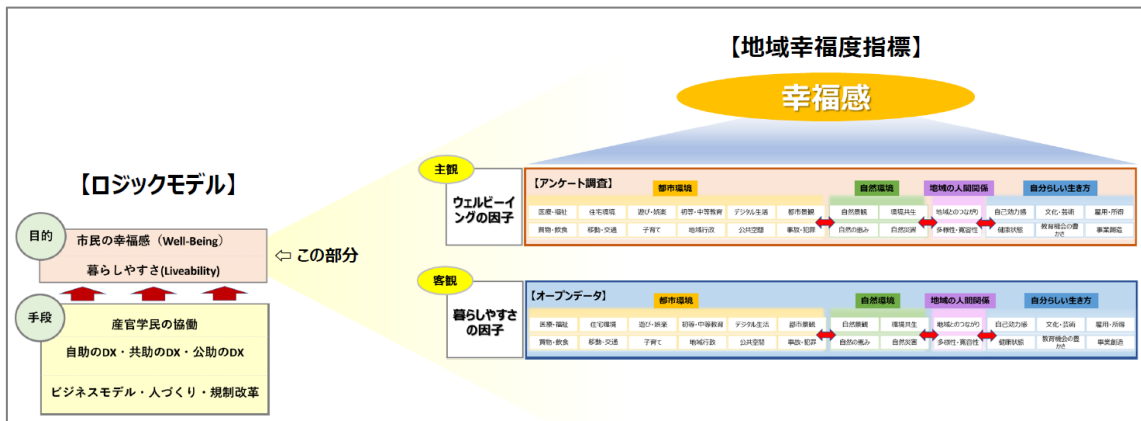 【地域幸福度指標】
幸福感
【ロジックモデル】
目的
市民の幸福感（Well-Being）
暮らしやすさ(Liveability)
⇦ この部分
手段
産官学民の協働
自助のDX・共助のDX・公助のDX
ビジネスモデル・人づくり・規制改革
主観
ウェルビーイ
ングの因子
【アンケート調査】
都市環境 自然環境 地域の人間関係 自分らしい生き方
医療・福祉 住宅環境 遊び・娯楽 初等・中等教育 デジタル生活 都市景観 自然景観 環境共生 地域とのつながり 自己効力感 文化・芸術 雇用・所得
買物・飲食 移動・交通 子育て 地域行政 公共空間 事故・犯罪 自然の恵み 自然災害 多様性・寛容性 健康状態 教育機会の豊かさ 事業創造
客観
暮らしやすさ
の因子
【オープンデータ】
都市環境 自然環境 地域の人間関係 自分らしい生き方
医療・福祉 住宅環境 遊び・娯楽 初等・中等教育 デジタル生活 都市景観 自然景観 環境共生 地域とのつながり 自己効力感 文化・芸術 雇用・所得
買物・飲食 移動・交通 子育て 地域行政 公共空間 事故・犯罪 自然の恵み 自然災害 多様性・寛容性 健康状態 教育機会の豊かさ 事業創造